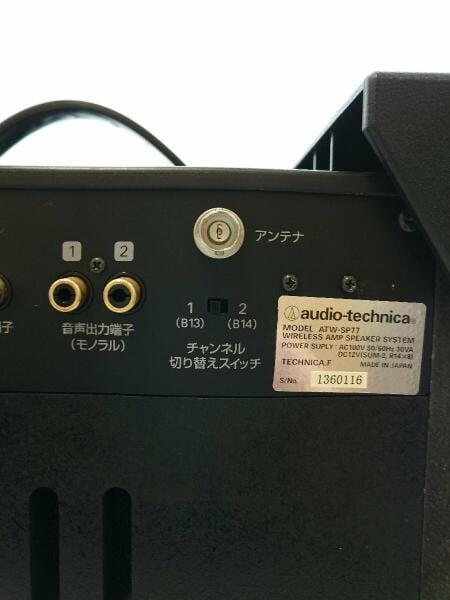 子
1 2
音声出力端子
(モノラル)
アンテナ
1 2
(B13) (B14)
チャンネル
切り替えスイッチ
audio-technica
MODEL ATW-SP77
WIRELESS AMP SPEAKER SYSTEM
POWER SUPLY : AC100V 50/60Hz 30VA
DC12V(SUM-2, R14×8)
TECHNICA.F MADE IN JAPAN
S/No. 1360116